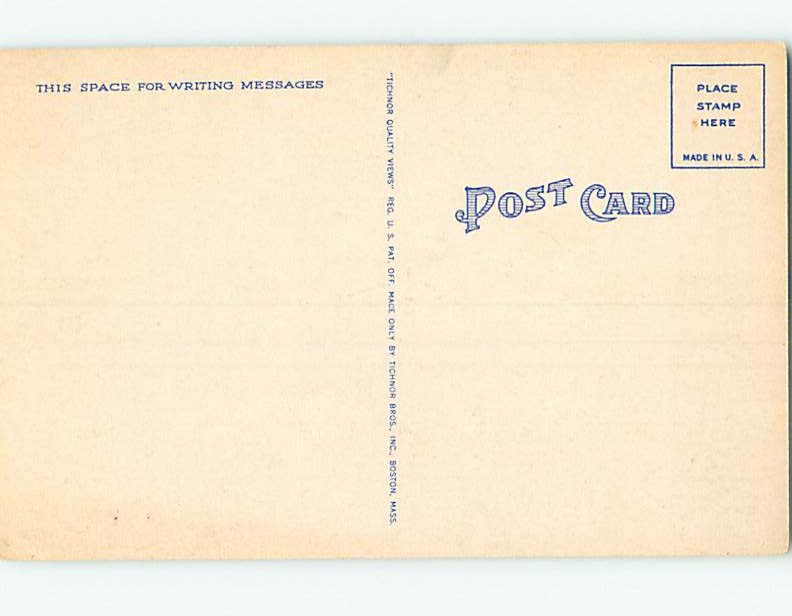 THIS SPACE FOR WRITING MESSAGES
"TICHNOR QUALITY VIEWS" REG. U. S. PAT. OFF. MADE ONLY BY TICHNOR BROS., INC., BOSTON, MASS.
PLACE
STAMP
HERE
MADE IN U. S. A.
POST CARD